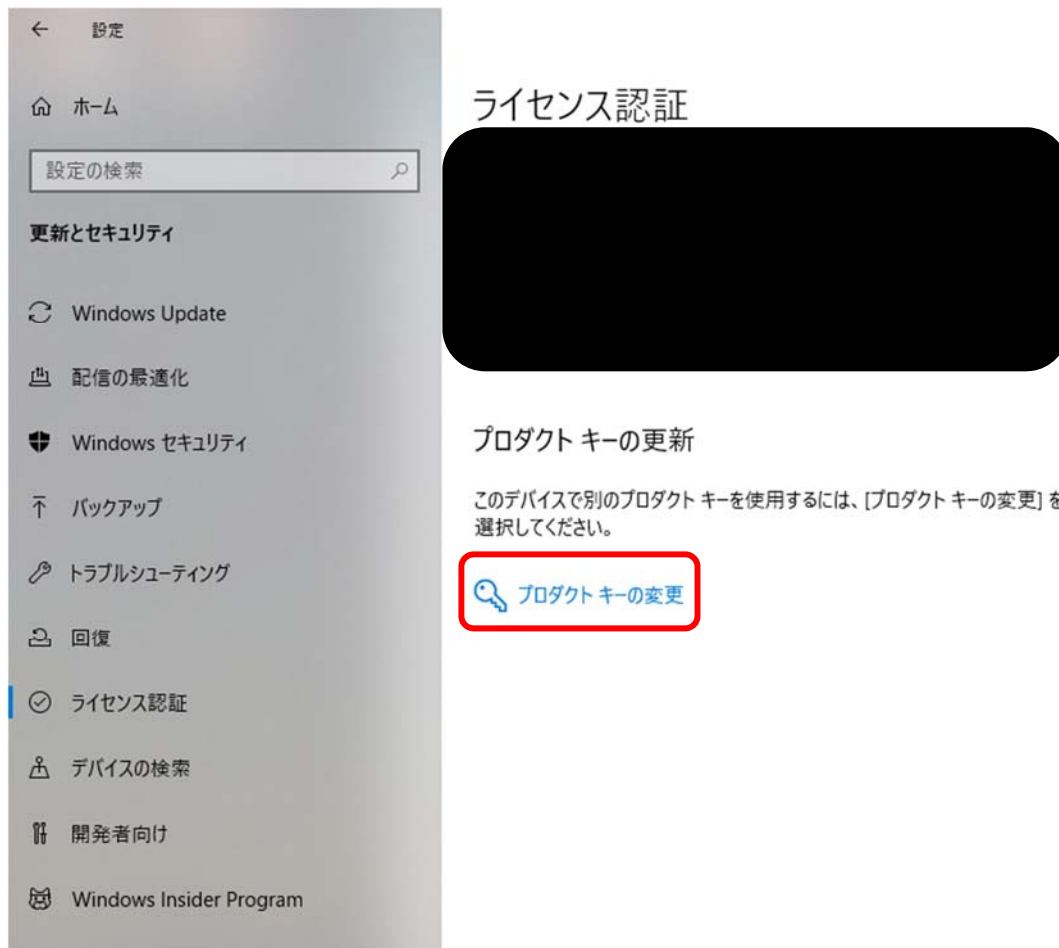 設定
ホーム
設定の検索
更新とセキュリティ
Windows Update
配信の最適化
Windows セキュリティ
バックアップ
トラブルシューティング
回復
ライセンス認証
デバイスの検索
開発者向け
Windows Insider Program
ライセンス認証
プロダクト キーの更新
このデバイスで別のプロダクト キーを使用するには、[プロダクト キーの変更] を
選択してください。
プロダクト キーの変更